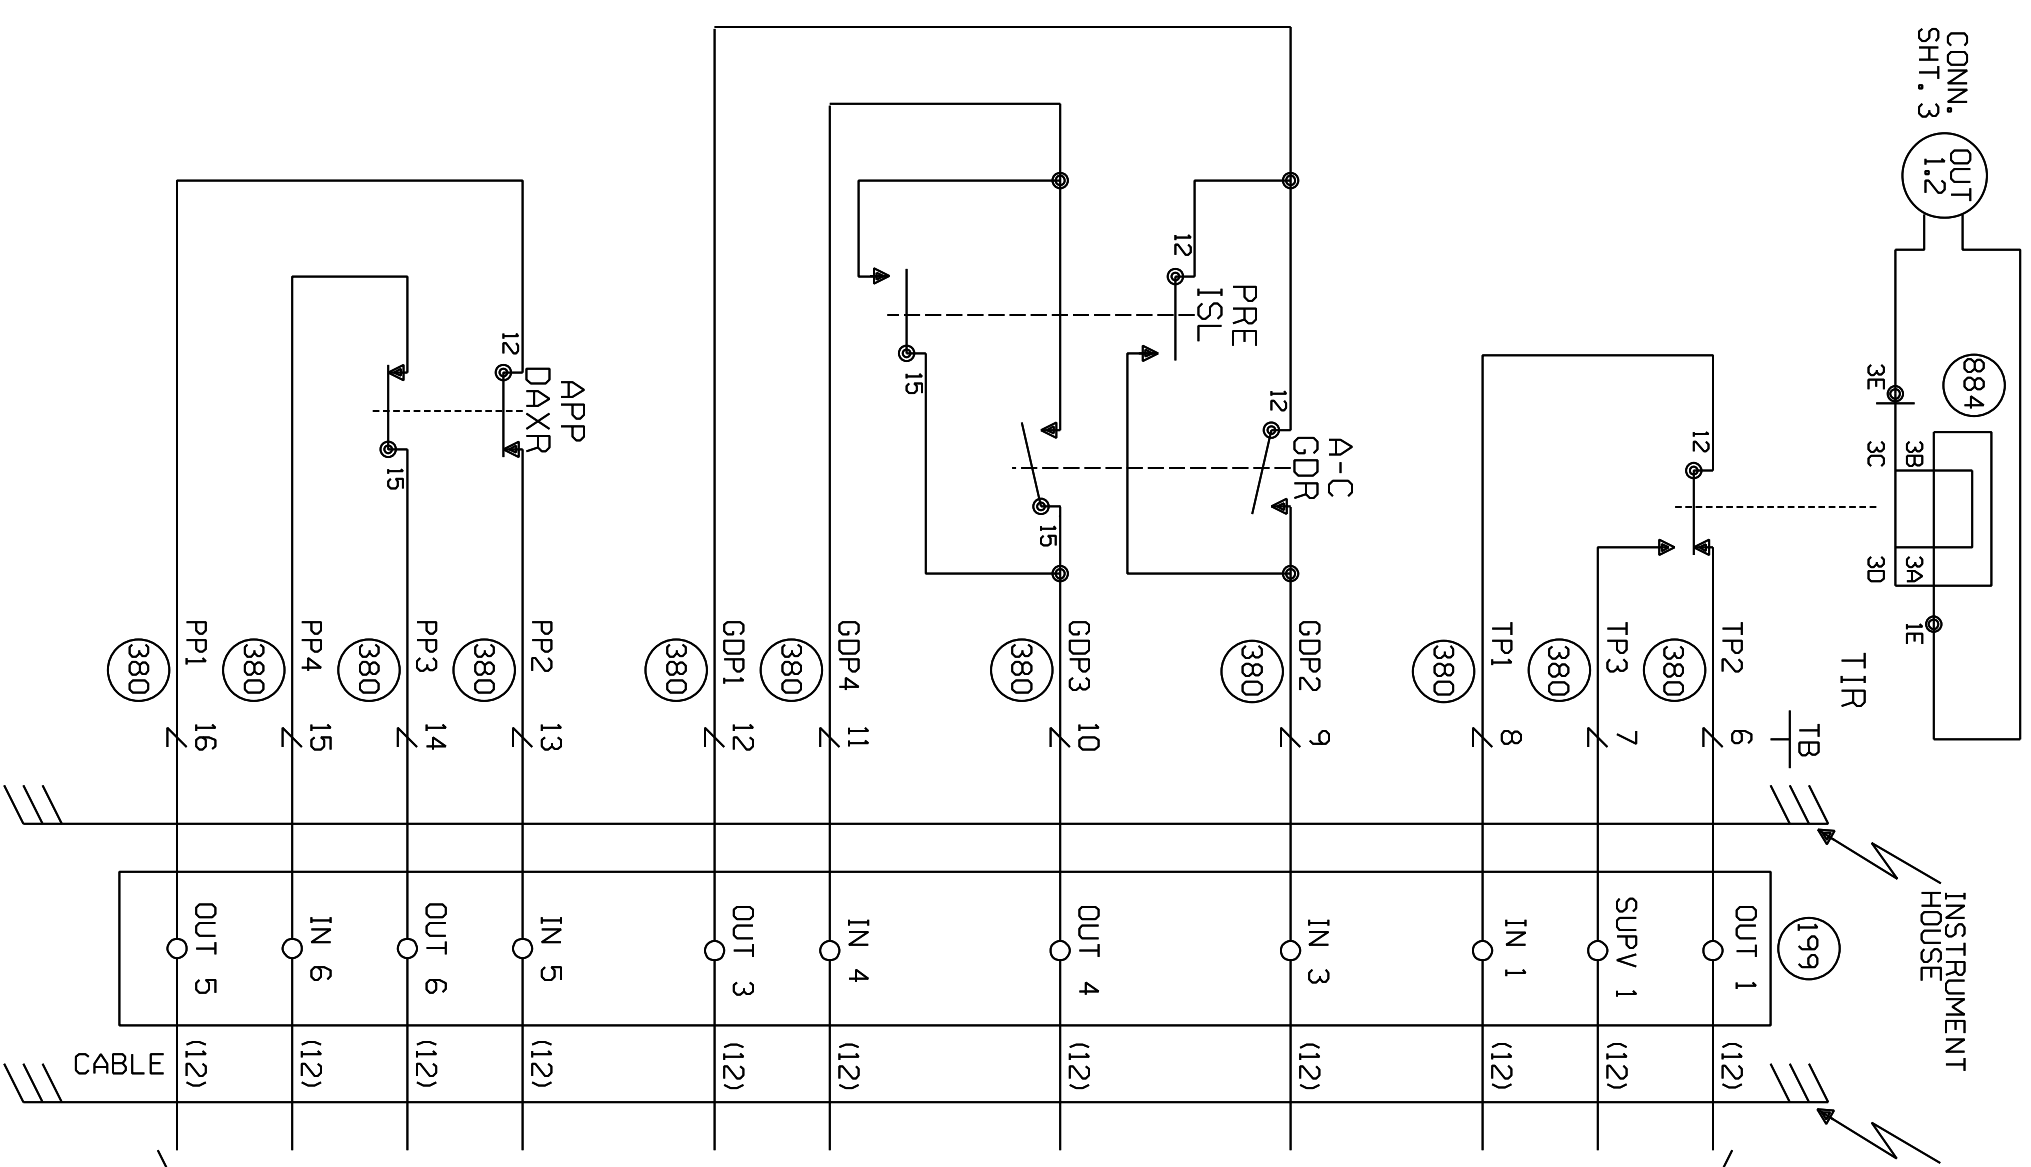 CONN.
SHT. 3
OUT
1.2
884
3E
3C
3B
3D
3A
1E
TIR
TB
12
TP2
380
6
TP3
380
7
TP1
380
8
A-C
GDR
12
15
PRE
ISL
12
15
GDP2
380
9
GDP3
380
10
GDP4
380
11
GDP1
380
12
APP
DAXR
12
15
PP2
380
13
PP3
380
14
PP4
380
15
PP1
380
16
INSTRUMENT
HOUSE
199
OUT 1
SUPV 1
IN 1
IN 3
OUT 4
IN 4
OUT 3
IN 5
OUT 6
IN 6
OUT 5
(12)
(12)
(12)
(12)
(12)
(12)
(12)
(12)
(12)
(12)
(12)
CABLE